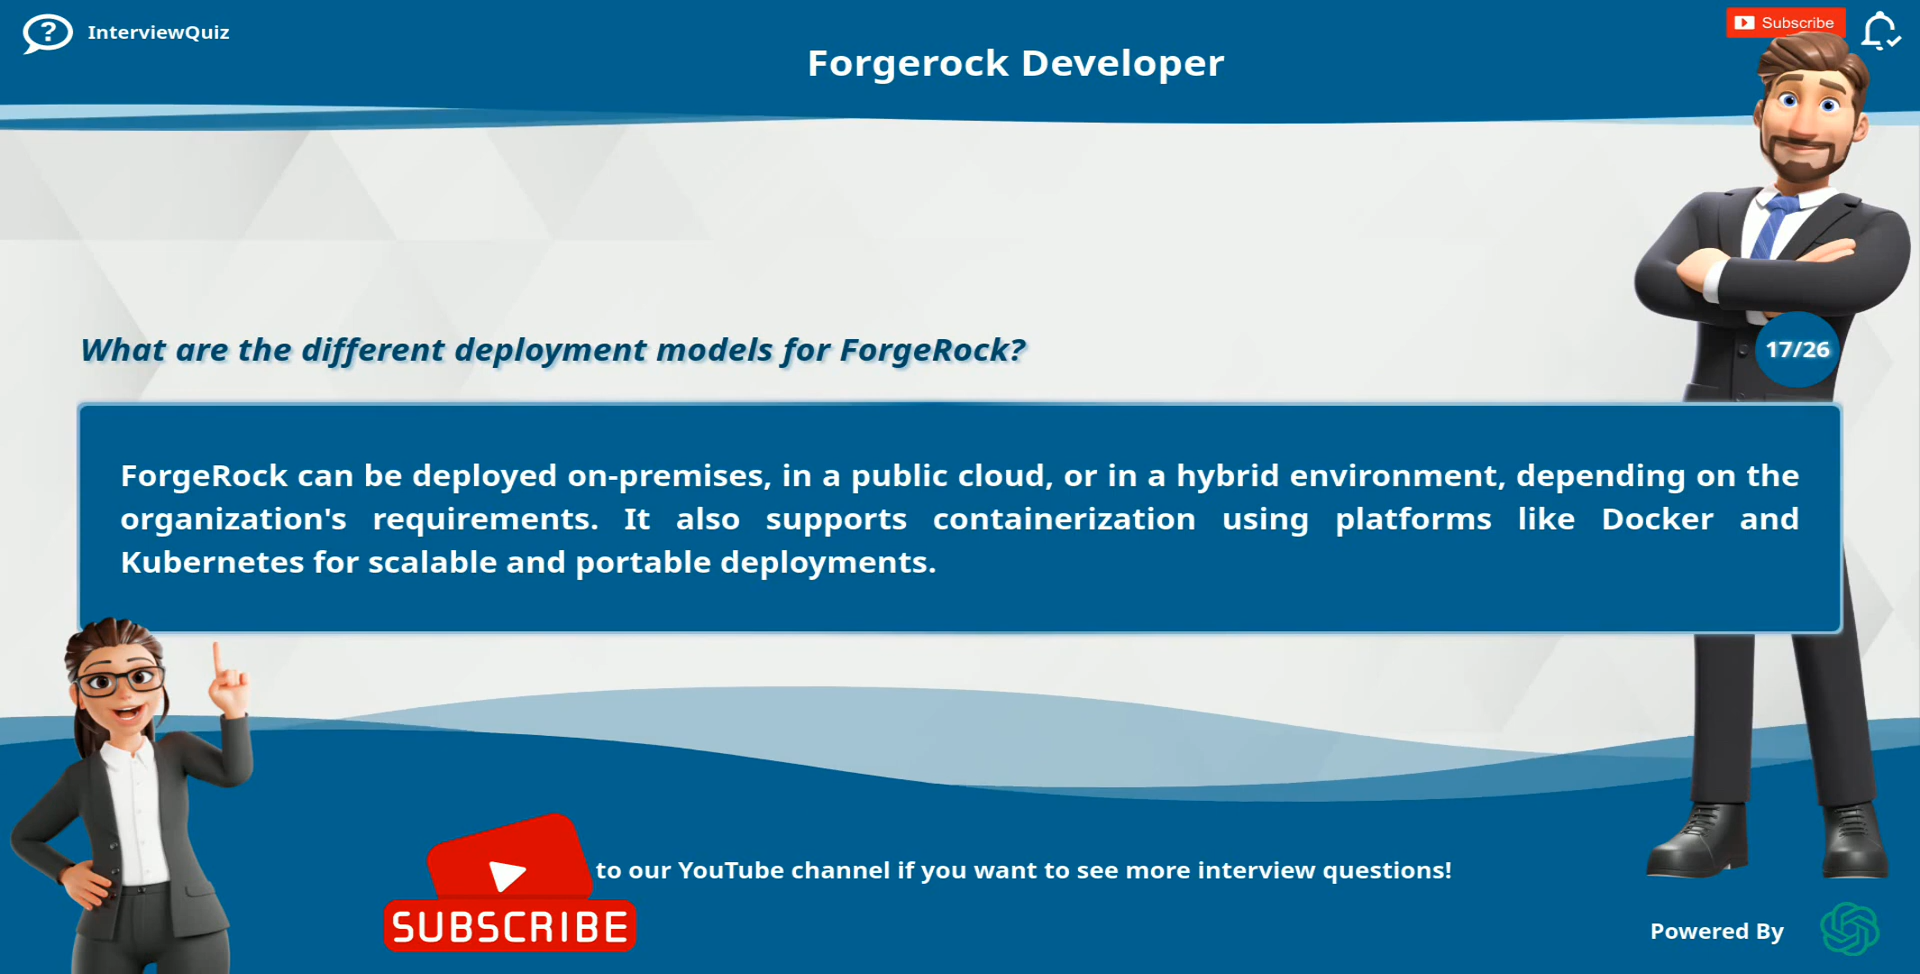 InterviewQuiz
Subscribe
Forgerock Developer
What are the different deployment models for ForgeRock?
17/26
ForgeRock can be deployed on-premises, in a public cloud, or in a hybrid environment, depending on the
organization's requirements. It also supports containerization using platforms like Docker and
Kubernetes for scalable and portable deployments.
to our YouTube channel if you want to see more interview questions!
SUBSCRIBE
Powered By